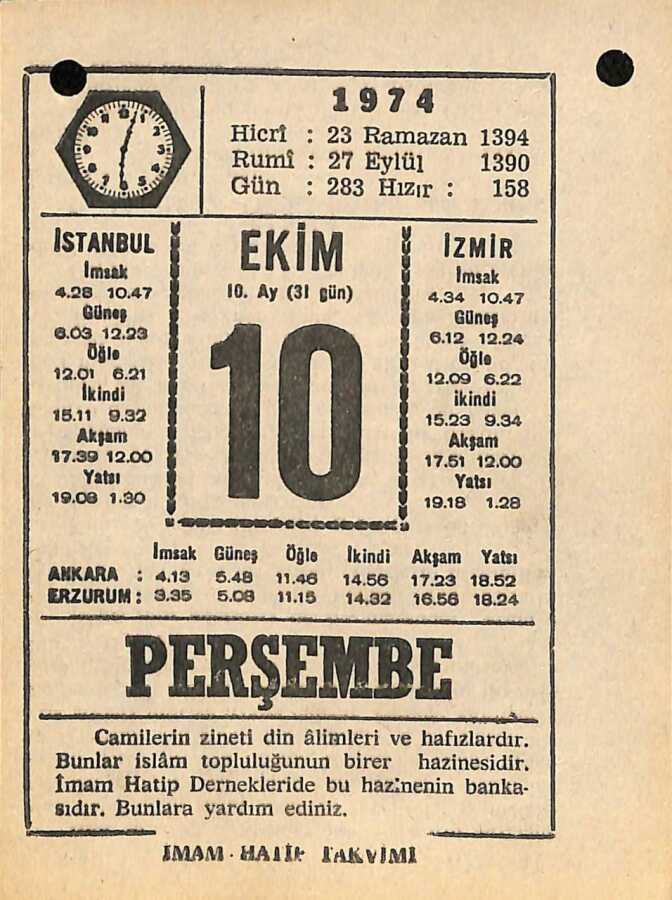 1974
Hicrî : 23 Ramazan 1394
Rumî : 27 Eylül 1390
Gün : 283 Hızır : 158
İSTANBUL
İmsak
4.28 10.47
Güneş
6.03 12.23
Öğle
12.01 6.21
İkindi
15.11 9.32
Akşam
17.39 12.00
Yatsı
19.08 1.30
EKİM
10. Ay (31 gün)
10
İZMİR
İmsak
4.34 10.47
Güneş
6.12 12.24
Öğle
12.09 6.22
ikindi
15.23 9.34
Akşam
17.51 12.00
Yatsı
19.18 1.28
İmsak Güneş Öğle İkindi Akşam Yatsı
ANKARA : 4.13 5.48 11.46 14.56 17.23 18.52
ERZURUM : 3.35 5.08 11.15 14.32 16.56 18.24
PERŞEMBE
Camilerin zineti din âlimleri ve hafızlardır.
Bunlar islâm topluluğunun birer hazinesidir.
İmam Hatip Dernekleride bu hazinenin banka-
sıdır. Bunlara yardım ediniz.
İMAM - HATİP TAKVİMİ